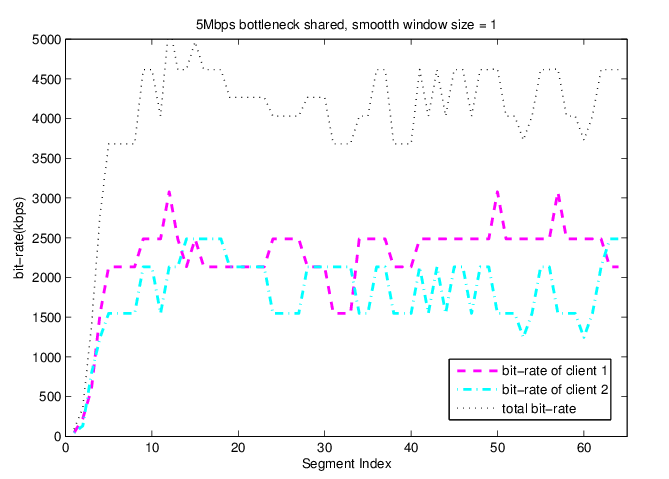 5Mbps bottleneck shared, smootth window size = 1
5000
4500
4000
3500
3000
2500
2000
1500
1000
500
0
bit-rate(kbps)
0 10 20 30 40 50 60
Segment Index
bit-rate of client 1
bit-rate of client 2
total bit-rate